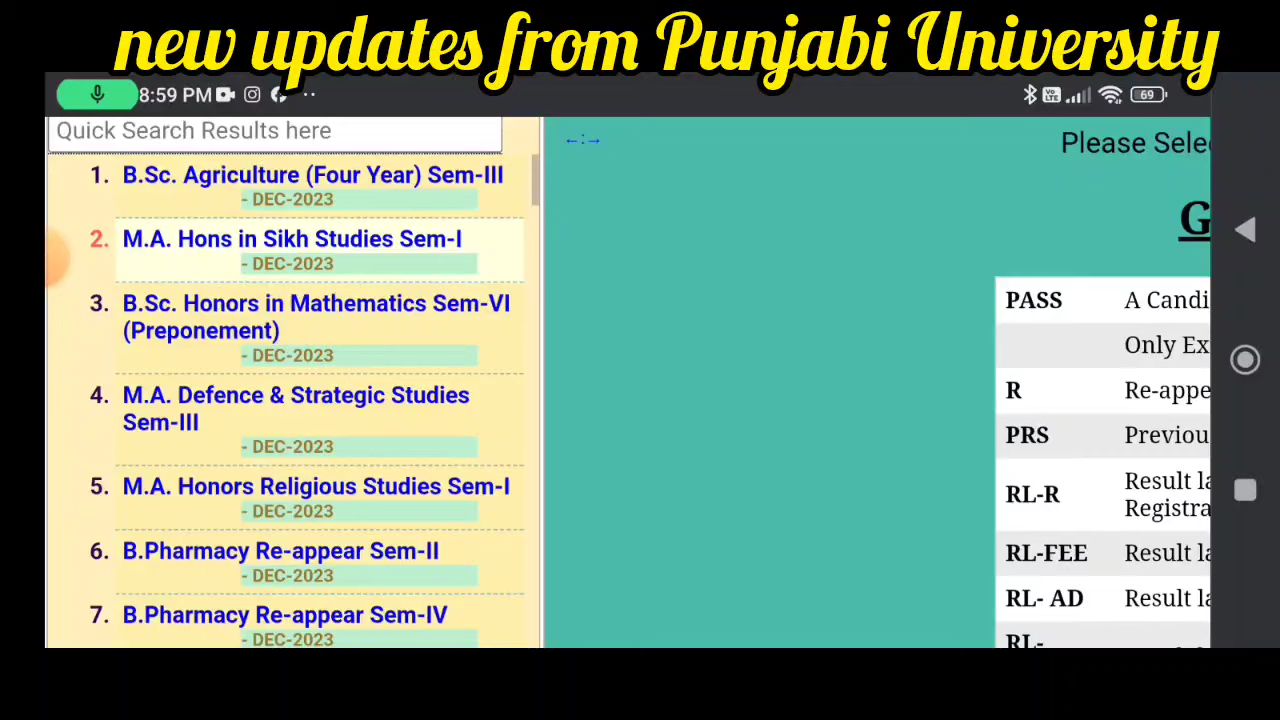 new updates from Punjabi University
8:59 PM
69
Quick Search Results here
←:→
Please Sele
1. B.Sc. Agriculture (Four Year) Sem-III
- DEC-2023
2. M.A. Hons in Sikh Studies Sem-I
- DEC-2023
3. B.Sc. Honors in Mathematics Sem-VI
(Preponement)
- DEC-2023
4. M.A. Defence & Strategic Studies
Sem-III
- DEC-2023
5. M.A. Honors Religious Studies Sem-I
- DEC-2023
6. B.Pharmacy Re-appear Sem-II
- DEC-2023
7. B.Pharmacy Re-appear Sem-IV
- DEC-2023
G
PASS A Candi
Only Ex
R Re-appe
PRS Previou
RL-R Result la
Registra
RL-FEE Result la
RL- AD Result la
RL-